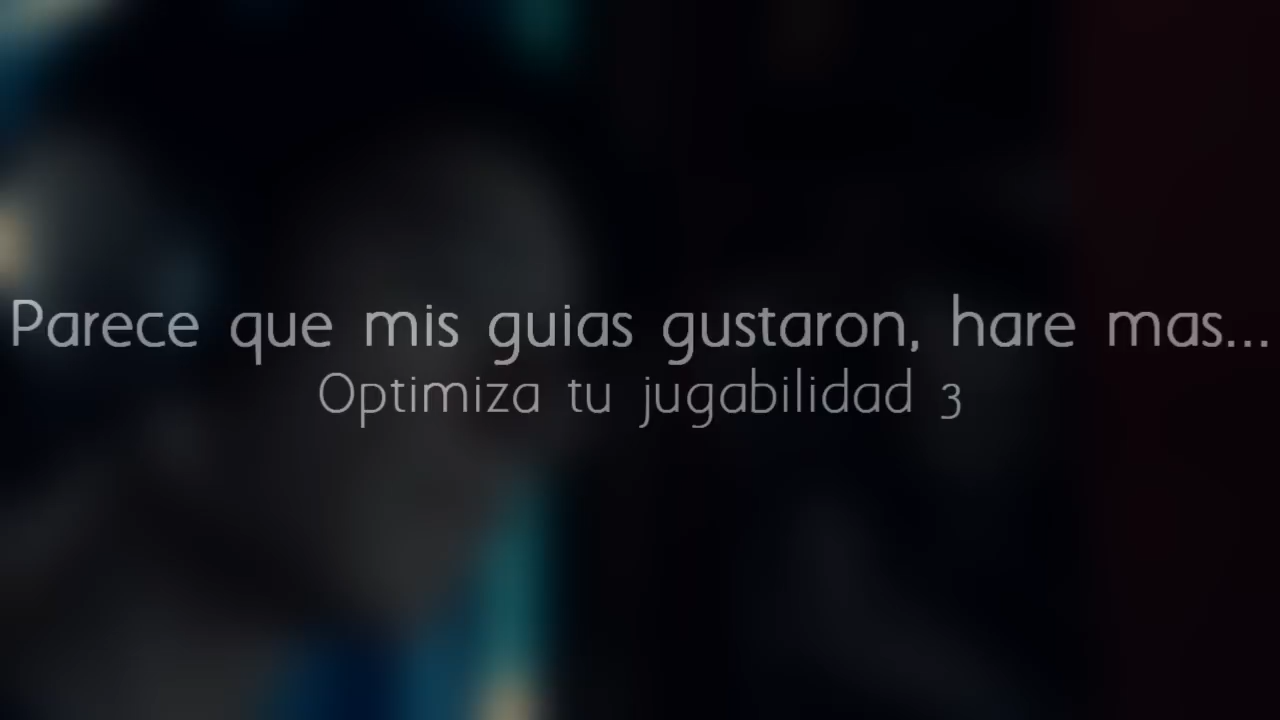 Parece que mis guias gustaron, hare mas...
Optimiza tu jugabilidad 3